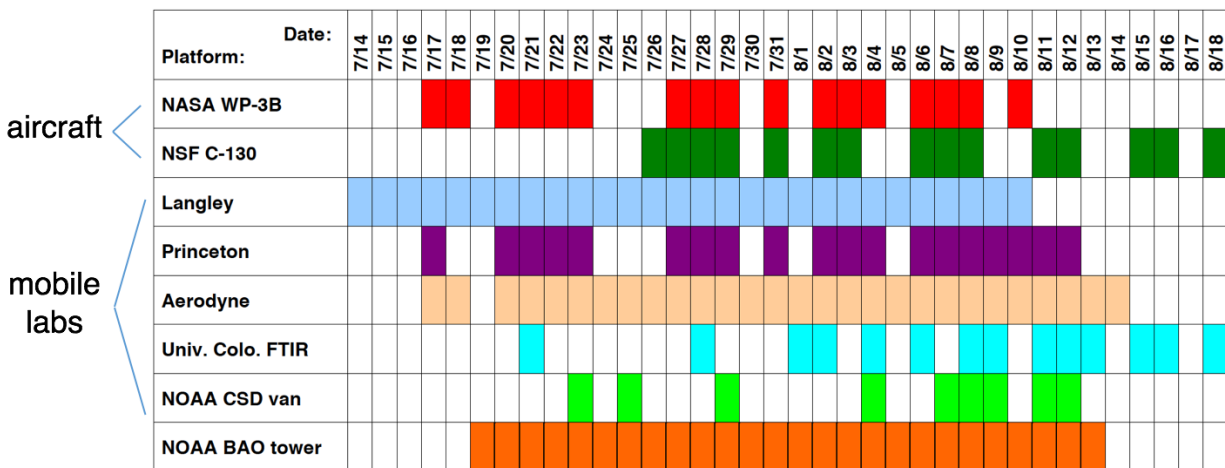 Date:
Platform:
7/14 7/15 7/16 7/17 7/18 7/19 7/20 7/21 7/22 7/23 7/24 7/25 7/26 7/27 7/28 7/29 7/30 7/31 8/1 8/2 8/3 8/4 8/5 8/6 8/7 8/8 8/9 8/10 8/11 8/12 8/13 8/14 8/15 8/16 8/17 8/18
aircraft
NASA WP-3B
NSF C-130
mobile
labs
Langley
Princeton
Aerodyne
Univ. Colo. FTIR
NOAA CSD van
NOAA BAO tower